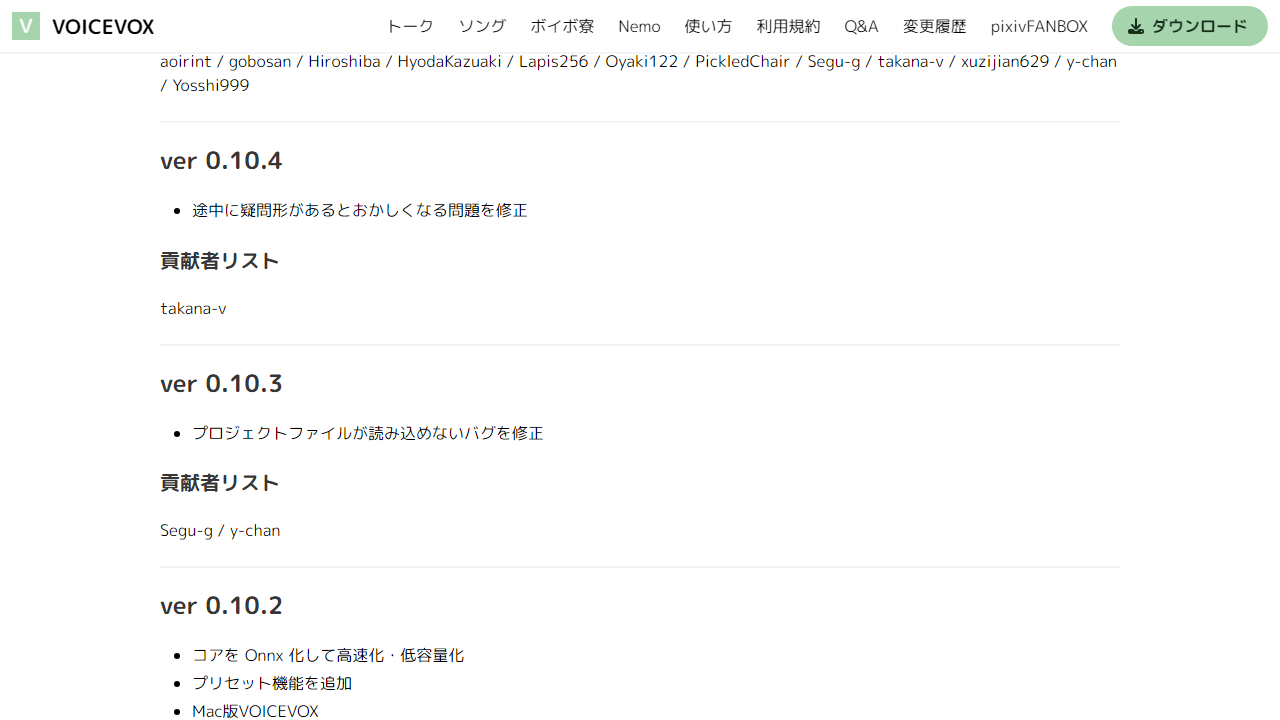 VOICEVOX
トーク ソング ボイボ寮 Nemo 使い方 利用規約 Q&A 変更履歴 pixivFANBOX ダウンロード
aoirint / gobosan / Hiroshiba / HyodaKazuaki / Lapis256 / Oyaki122 / PickledChair / Segu-g / takana-v / xuzijian629 / y-chan
/ Yosshi999
ver 0.10.4
途中に疑問形があるとおかしくなる問題を修正
貢献者リスト
takana-v
ver 0.10.3
プロジェクトファイルが読み込めないバグを修正
貢献者リスト
Segu-g / y-chan
ver 0.10.2
コアを Onnx 化して高速化・低容量化
プリセット機能を追加
Mac版VOICEVOX